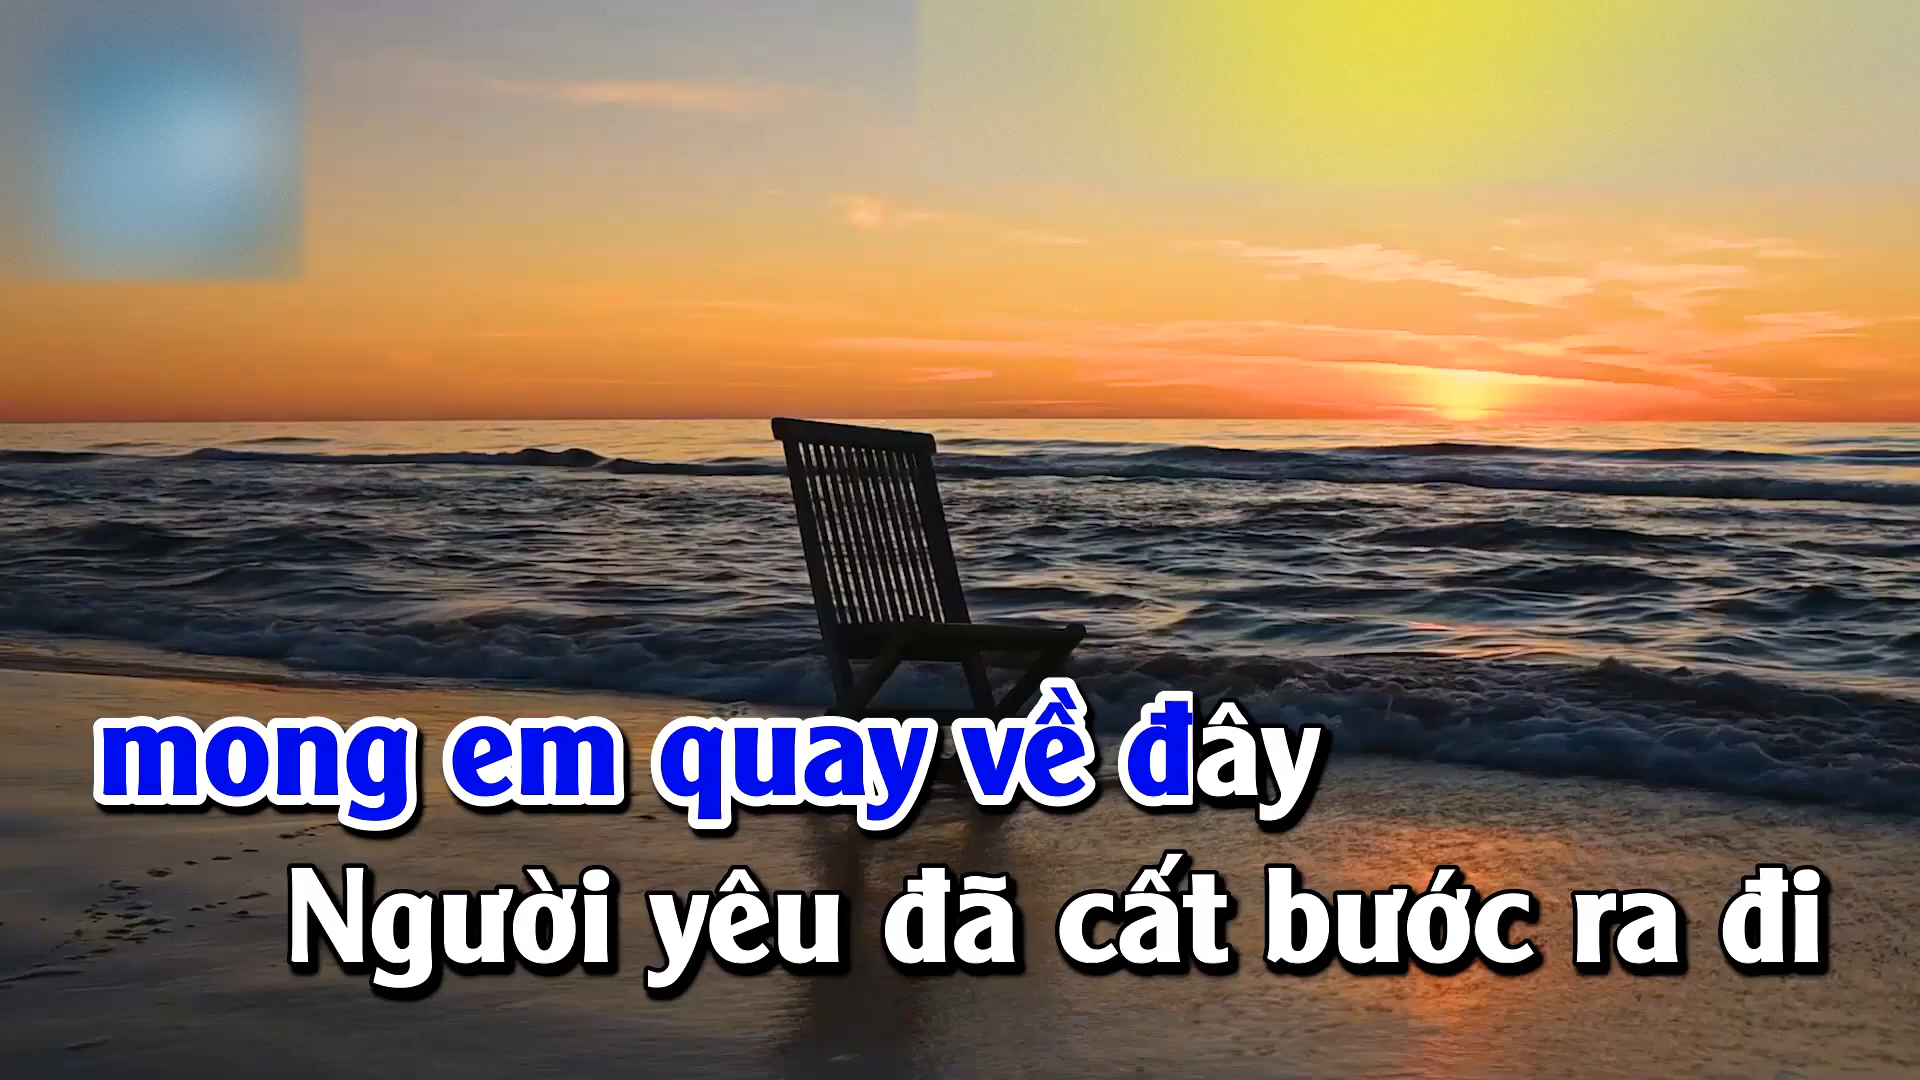 mong em quay về đây
Người yêu đã cất bước ra đi